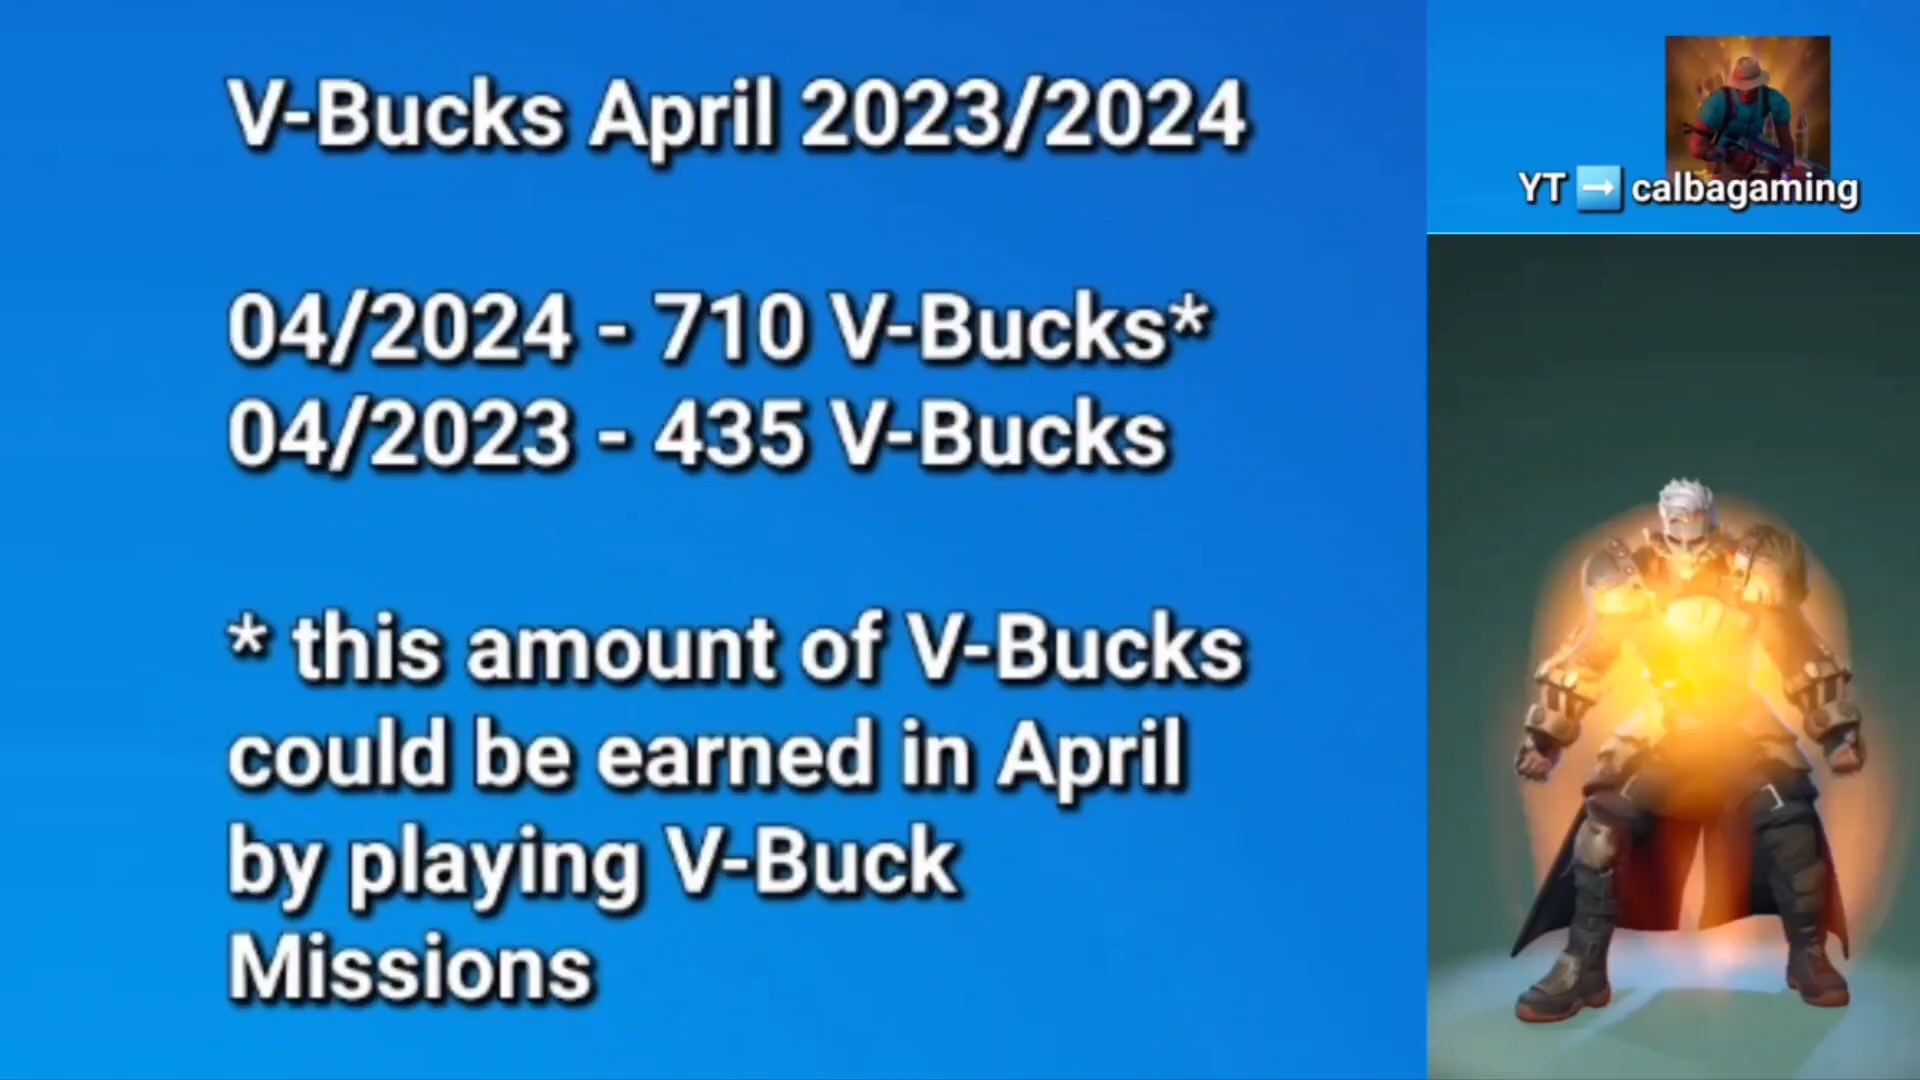 V-Bucks April 2023/2024
YT ➡ calbagaming
04/2024 - 710 V-Bucks*
04/2023 - 435 V-Bucks
* this amount of V-Bucks
could be earned in April
by playing V-Buck
Missions